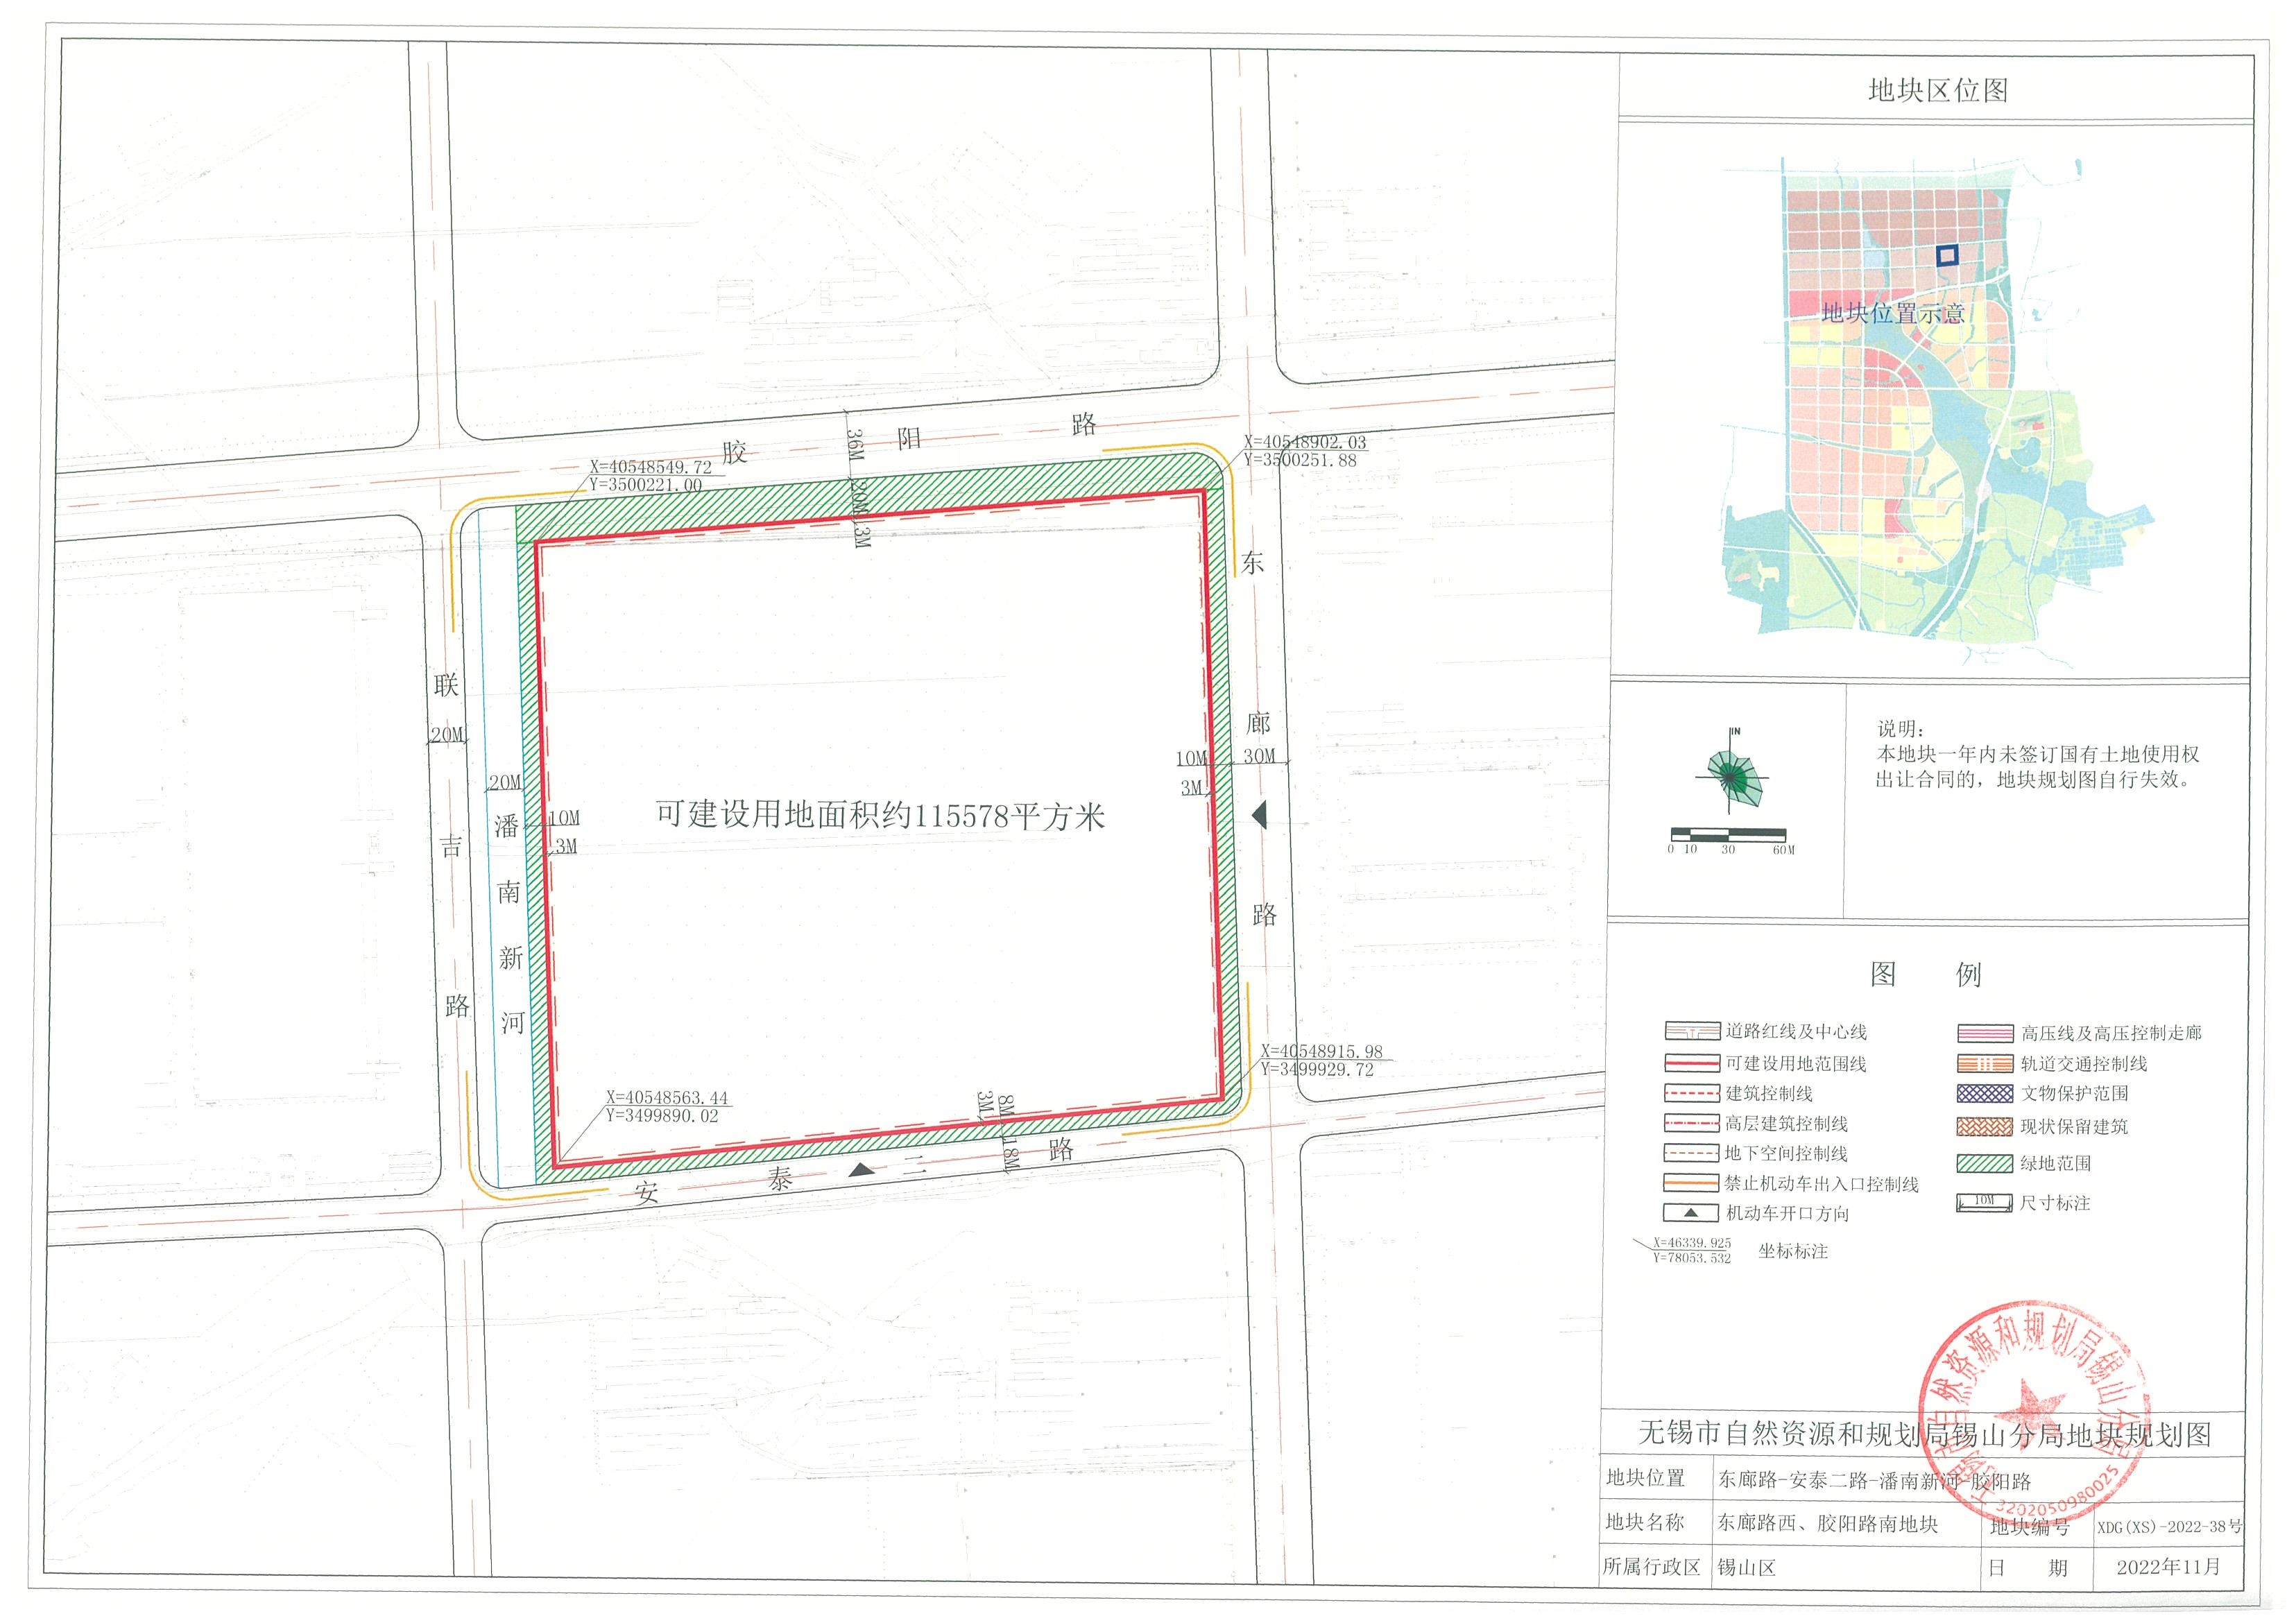 地块区位图
地块位置示意
胶阳路
36M
20M
3M
X=40548549.72
Y=3500221.00
X=40548902.03
Y=3500251.88
东廊路
联吉路
20M
20M
潘南新河
10M
3M
10M
30M
3M
可建设用地面积约115578平方米
X=40548915.98
Y=3499929.72
X=40548563.44
Y=3499890.02
8M
3M
18M
安泰二路
N
0 10 30 60M
说明:
本地块一年内未签订国有土地使用权
出让合同的，地块规划图自行失效。
图 例
道路红线及中心线
可建设用地范围线
建筑控制线
高层建筑控制线
地下空间控制线
禁止机动车出入口控制线
机动车开口方向
X=46339.925
Y=78053.532
坐标标注
高压线及高压控制走廊
轨道交通控制线
文物保护范围
现状保留建筑
绿地范围
10M
尺寸标注
无锡市自然资源和规划局锡山分局地块规划图
地块位置 东廊路-安泰二路-潘南新河-胶阳路
地块名称 东廊路西、胶阳路南地块 地块编号 XDG(XS)-2022-38号
所属行政区 锡山区 日 期 2022年11月
自然资源和规划局锡山分局
3202050980025